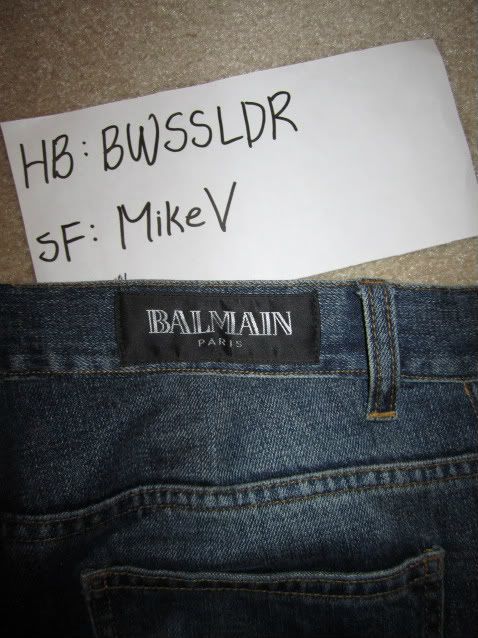 HB: BWSSLDR
SF: MikeV
BALMAIN
PARIS